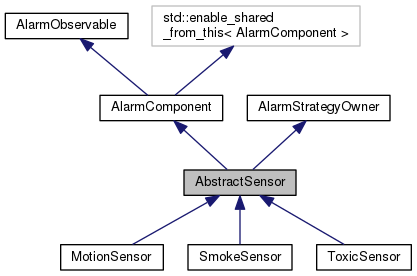 AlarmObservable
std::enable_shared
_from_this< AlarmComponent >
AlarmComponent
AlarmStrategyOwner
AbstractSensor
MotionSensor
SmokeSensor
ToxicSensor